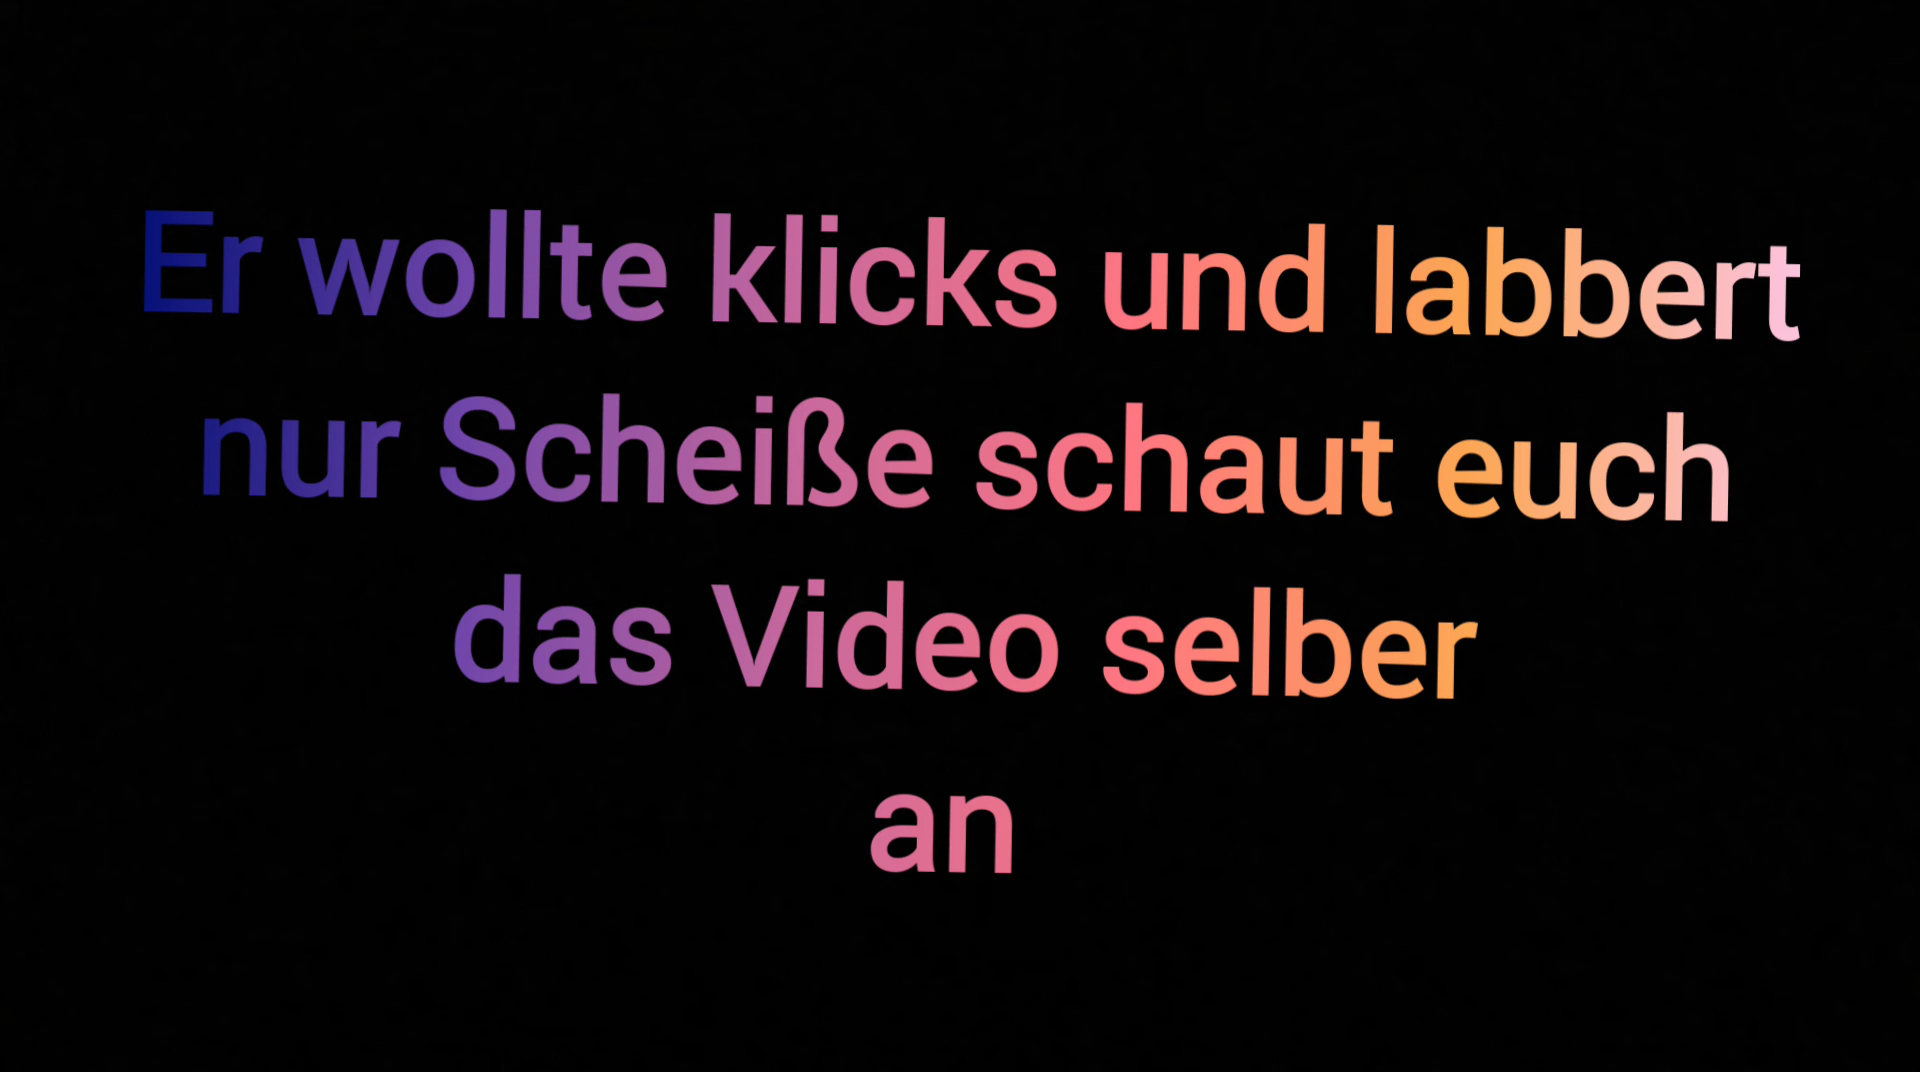 Er wollte klicks und labbert
nur Scheiße schaut euch
das Video selber
an